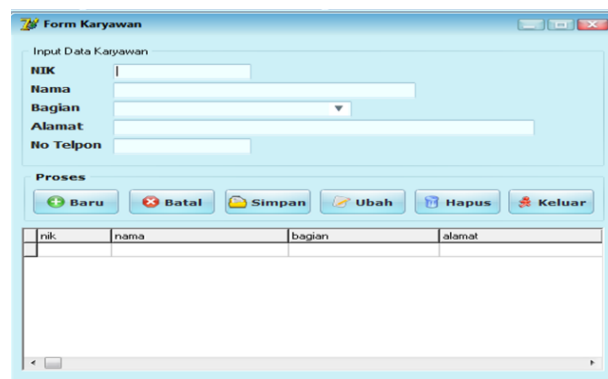 Form Karyawan
Input Data Karyawan
NIK
Nama
Bagian
Alamat
No Telpon
Proses
Baru Batal Simpan Ubah Hapus Keluar
nik nama bagian alamat